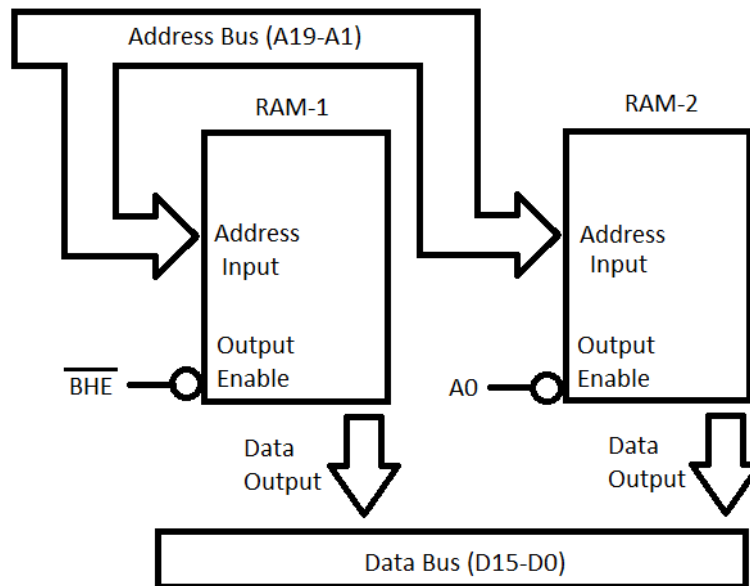 Address Bus (A19-A1)
RAM-1
RAM-2
Address
Input
Address
Input
Output
Enable
BHE
Output
Enable
A0
Data
Output
Data
Output
Data Bus (D15-D0)